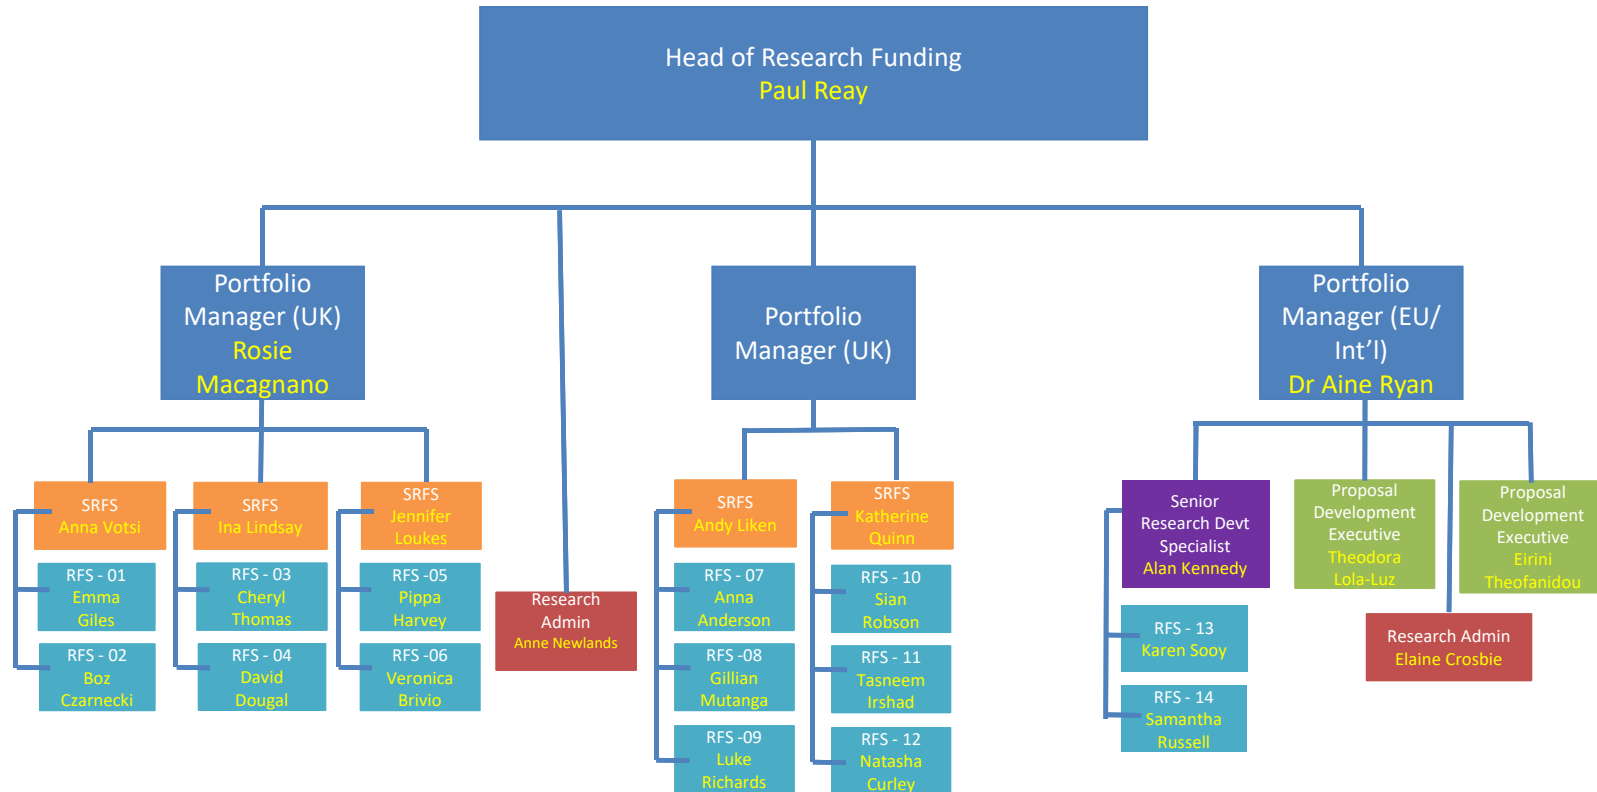 Head of Research Funding
Paul Reay
Portfolio
Manager (UK)
Rosie
Macagnano
Portfolio
Manager (UK)
Portfolio
Manager (EU/
Int’l)
Dr Aine Ryan
SRFS
Anna Votsi
RFS - 01
Emma
Giles
RFS - 02
Boz
Czarnecki
SRFS
Ina Lindsay
RFS - 03
Cheryl
Thomas
RFS - 04
David
Dougal
SRFS
Jennifer
Loukes
RFS -05
Pippa
Harvey
RFS -06
Veronica
Brivio
Research
Admin
Anne Newlands
SRFS
Andy Liken
RFS - 07
Anna
Anderson
RFS -08
Gillian
Mutanga
RFS -09
Luke
Richards
SRFS
Katherine
Quinn
RFS - 10
Sian
Robson
RFS - 11
Tasneem
Irshad
RFS - 12
Natasha
Curley
Senior
Research Devt
Specialist
Alan Kennedy
RFS - 13
Karen Sooy
RFS - 14
Samantha
Russell
Proposal
Development
Executive
Theodora
Lola-Luz
Research Admin
Elaine Crosbie
Proposal
Development
Executive
Eirini
Theofanidou